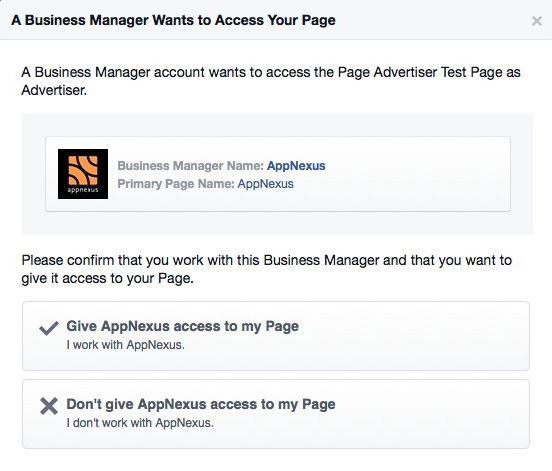 A Business Manager Wants to Access Your Page
A Business Manager account wants to access the Page Advertiser Test Page as
Advertiser.
appnexus
Business Manager Name: AppNexus
Primary Page Name: AppNexus
Please confirm that you work with this Business Manager and that you want to
give it access to your Page.
Give AppNexus access to my Page
I work with AppNexus.
Don't give AppNexus access to my Page
I don't work with AppNexus.